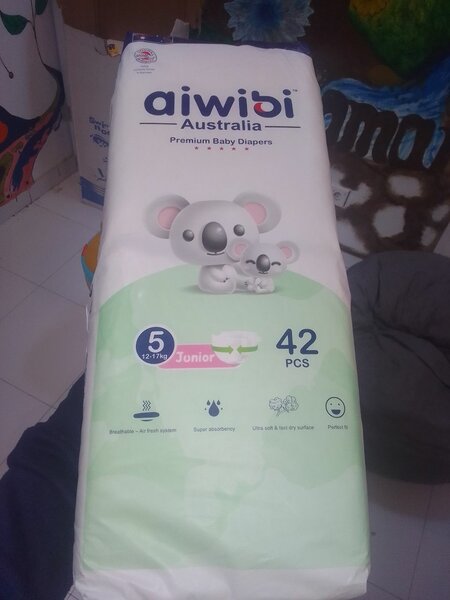 aiwibi™
Australia
Premium Baby Diapers
5
12-17kg
Junior
42
PCS
Breathable – Air fresh system
Super absorbency
Ultra soft & fast dry surface
Perfect fit